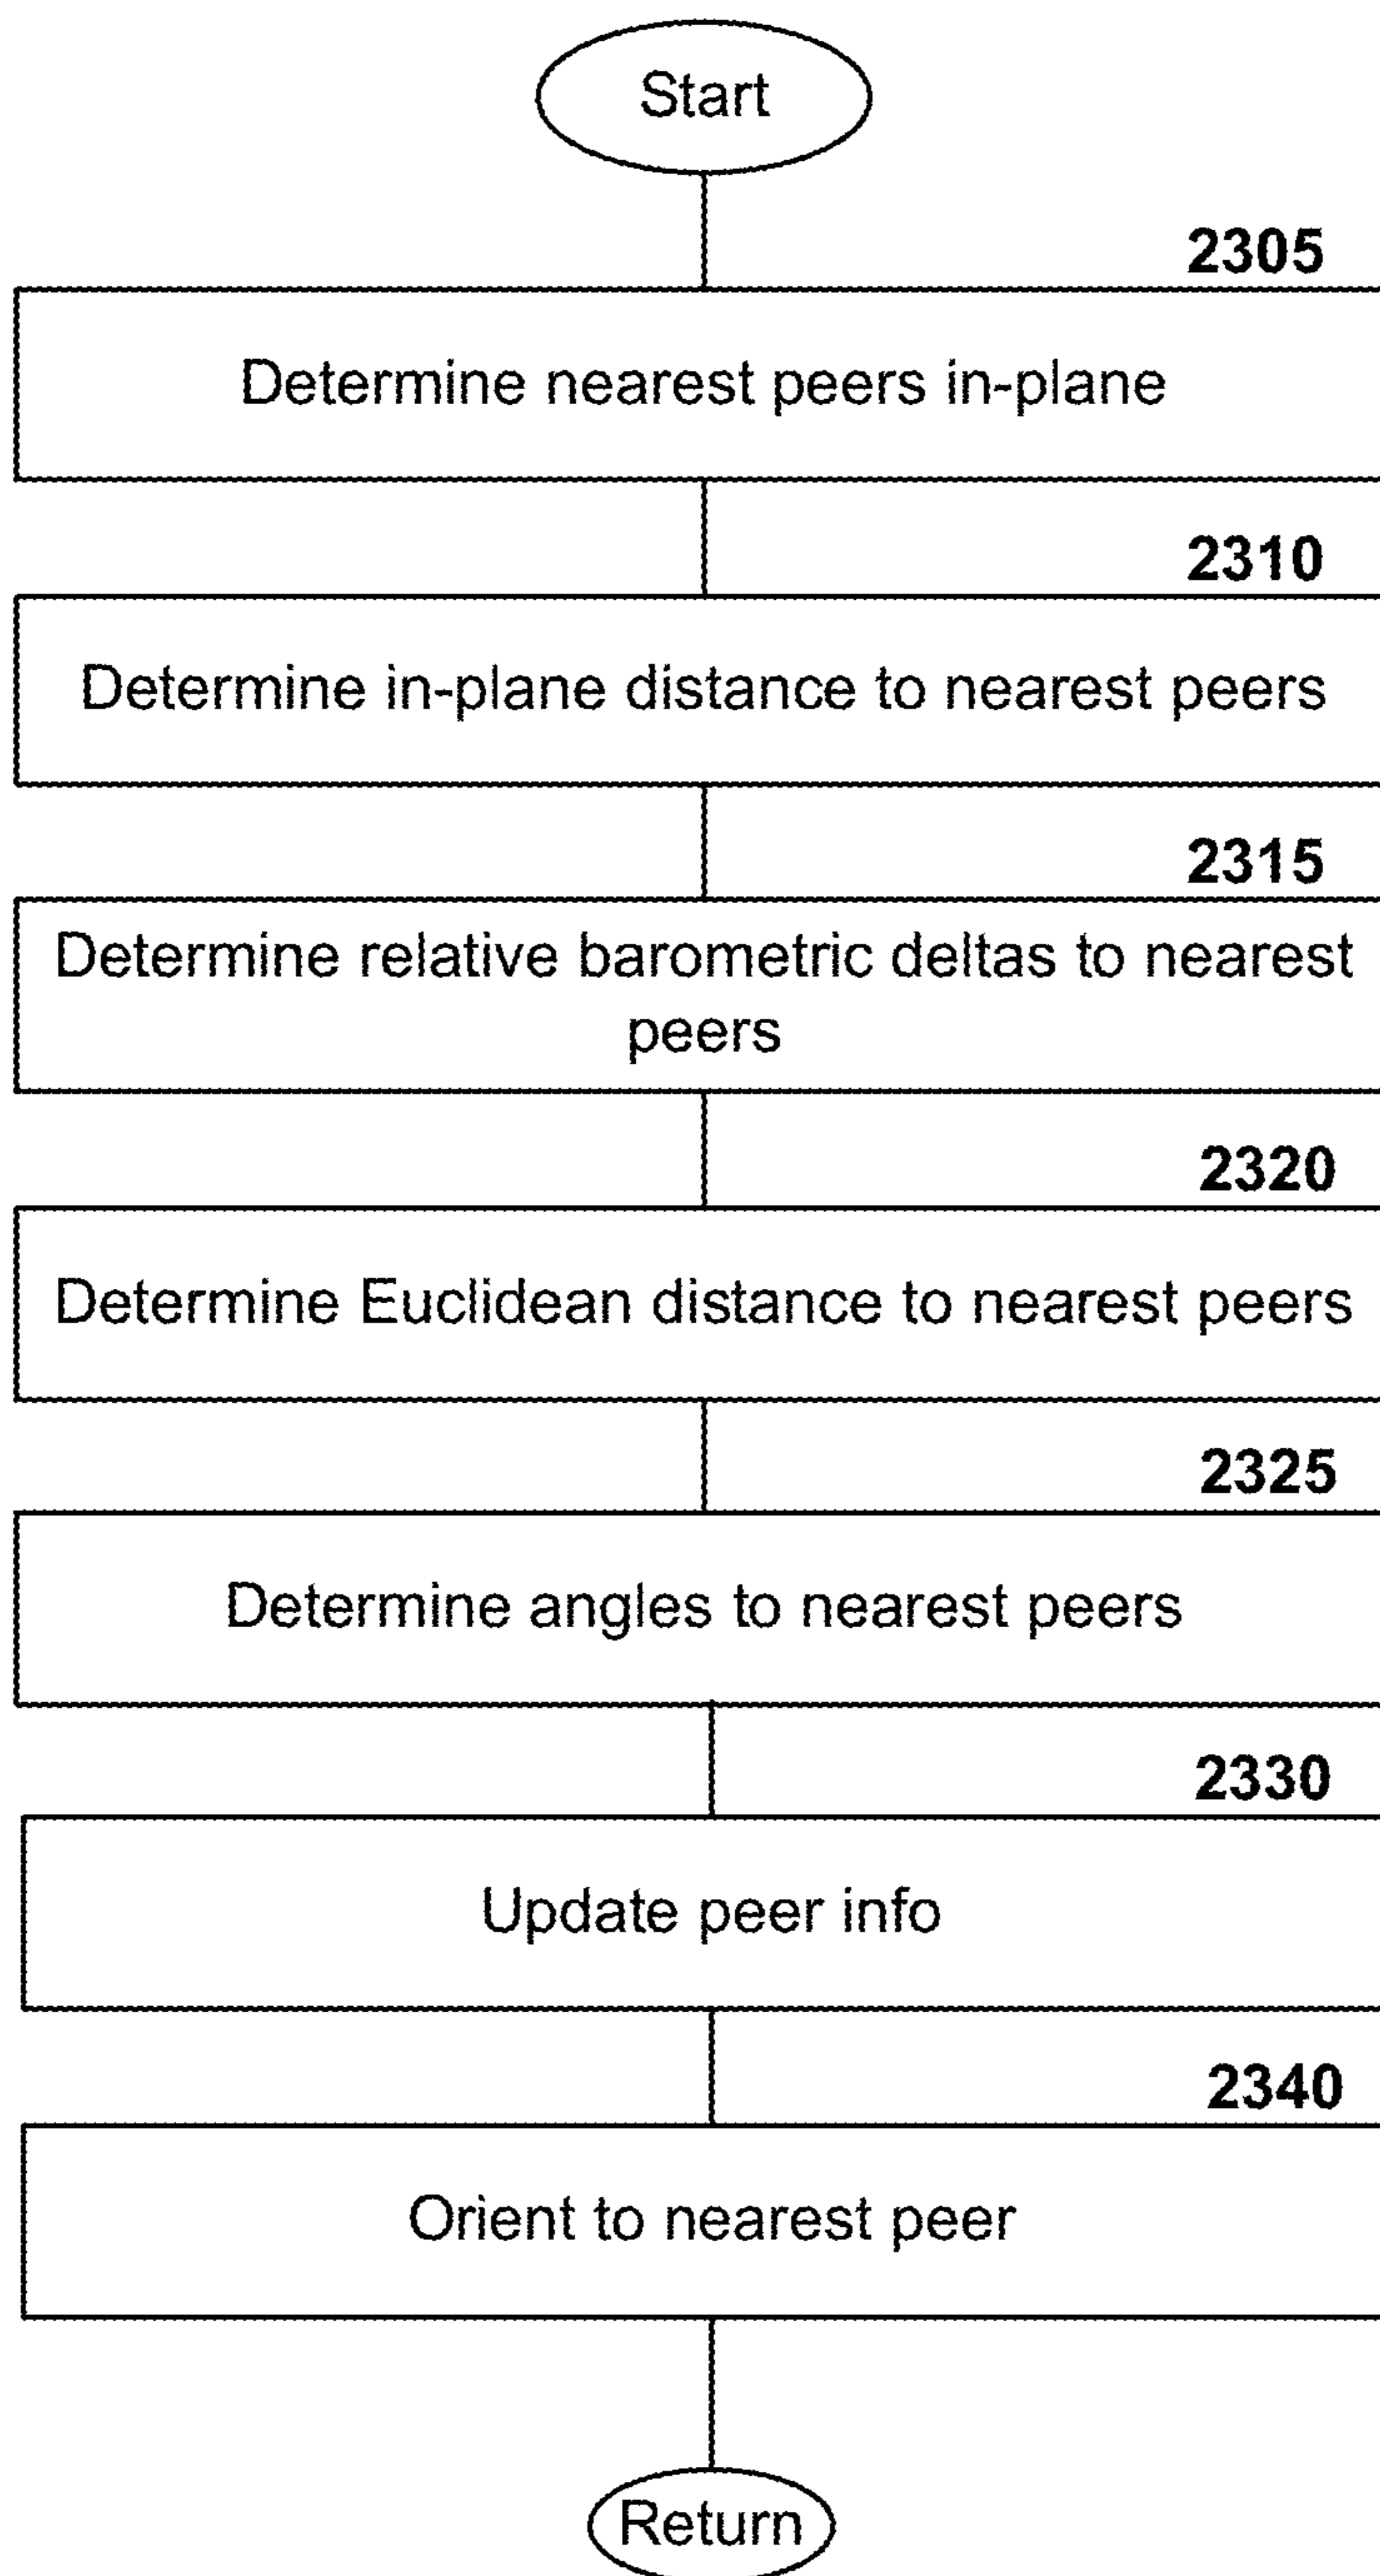 Start
2305
Determine nearest peers in-plane
2310
Determine in-plane distance to nearest peers
2315
Determine relative barometric deltas to nearest
peers
2320
Determine Euclidean distance to nearest peers
2325
Determine angles to nearest peers
2330
Update peer info
2340
Orient to nearest peer
Return